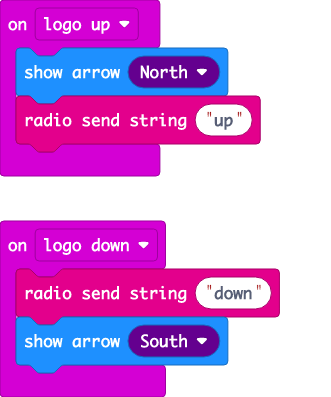 on logo up
show arrow North
radio send string "up"
on logo down
radio send string "down"
show arrow South